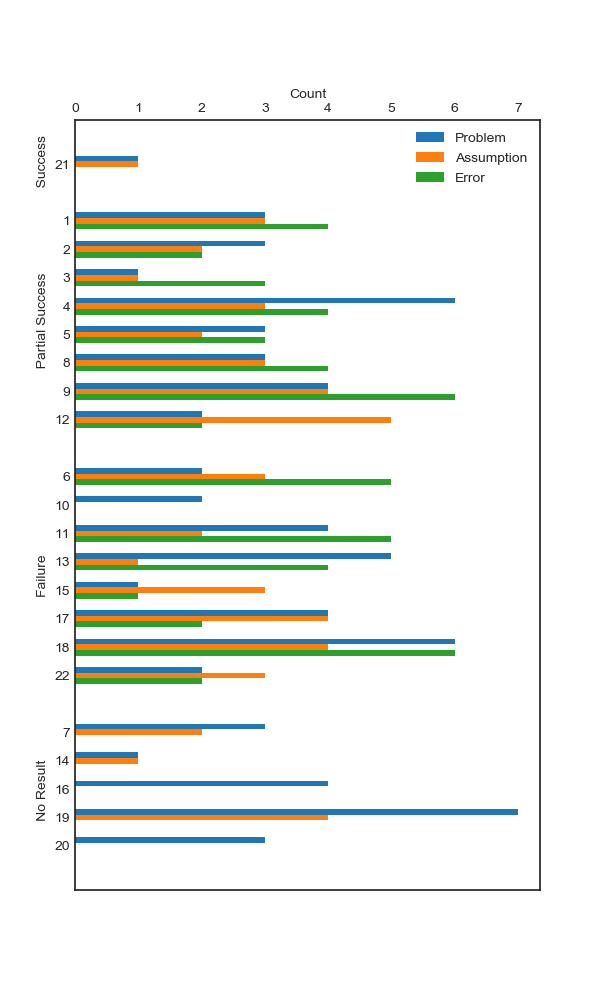 Count
0 1 2 3 4 5 6 7
Problem
Assumption
Error
Success
21
Partial Success
1
2
3
4
5
8
9
12
Failure
6
10
11
13
15
17
18
22
No Result
7
14
16
19
20